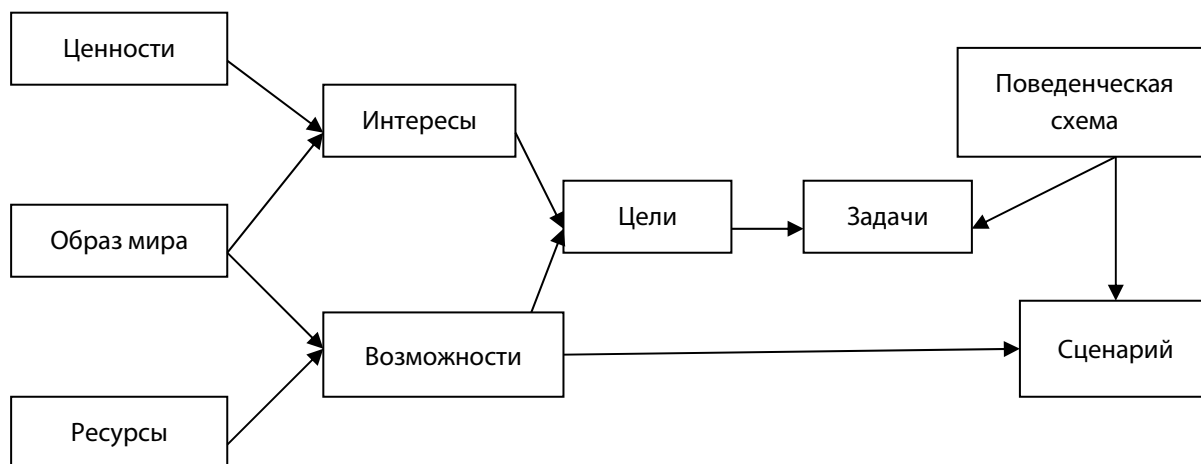 Ценности
Поведенческая
схема
Интересы
Цели
Задачи
Образ мира
Возможности
Сценарий
Ресурсы